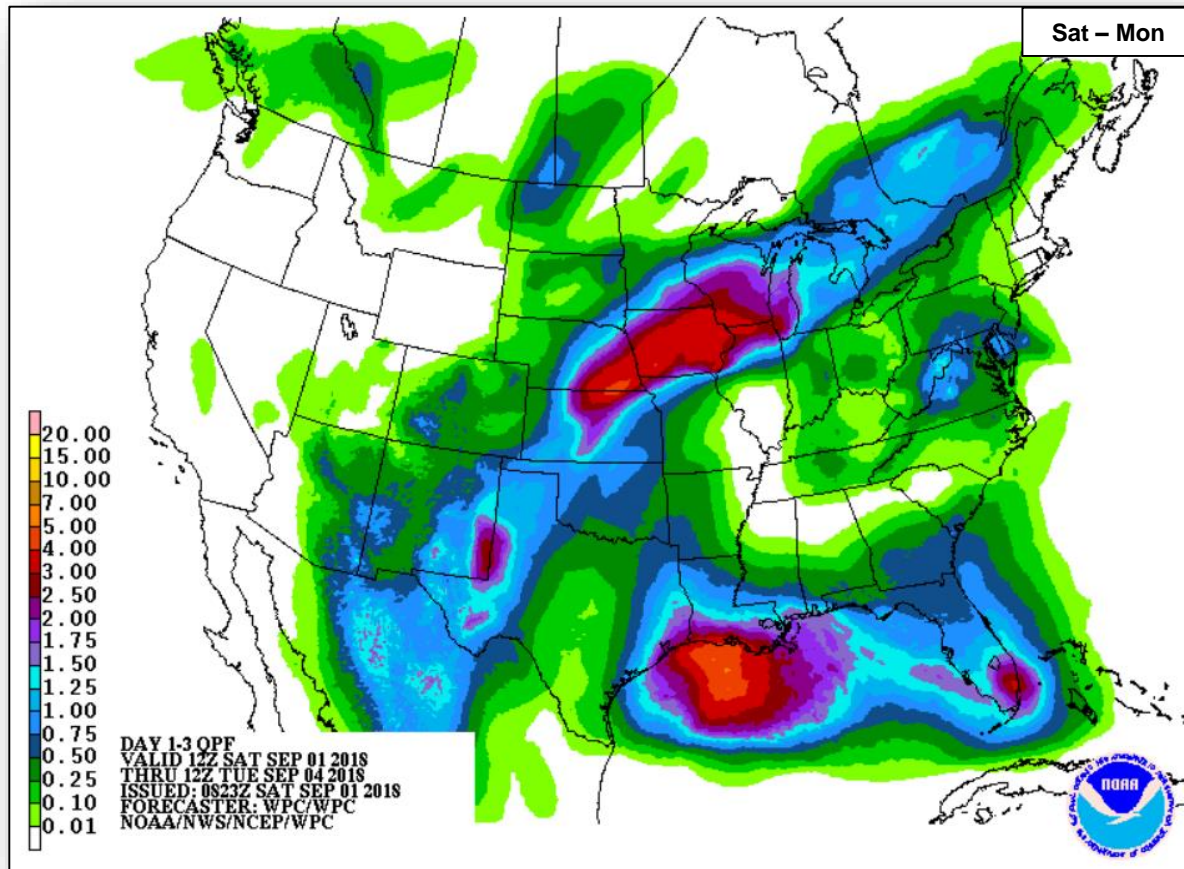 Sat – Mon
20.00
15.00
10.00
7.00
5.00
4.00
3.00
2.50
2.00
1.75
1.50
1.25
1.00
0.75
0.50
0.25
0.10
0.01
DAY 1-3 QPF
VALID 12Z SAT SEP 01 2018
THRU 12Z TUE SEP 04 2018
ISSUED: 0823Z SAT SEP 01 2018
FORECASTER: WPC/WPC
NOAA/NWS/NCEP/WPC
NOAA